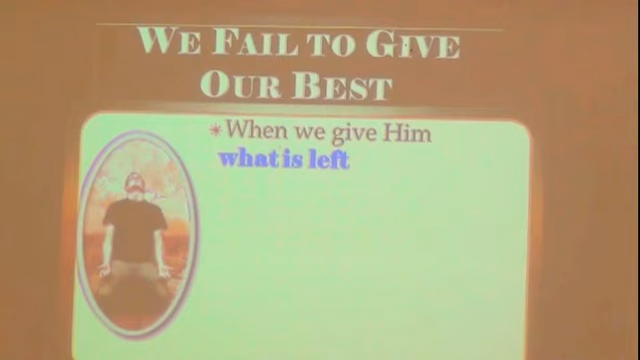 WE FAIL TO GIVE
OUR BEST
*When we give Him
what is left